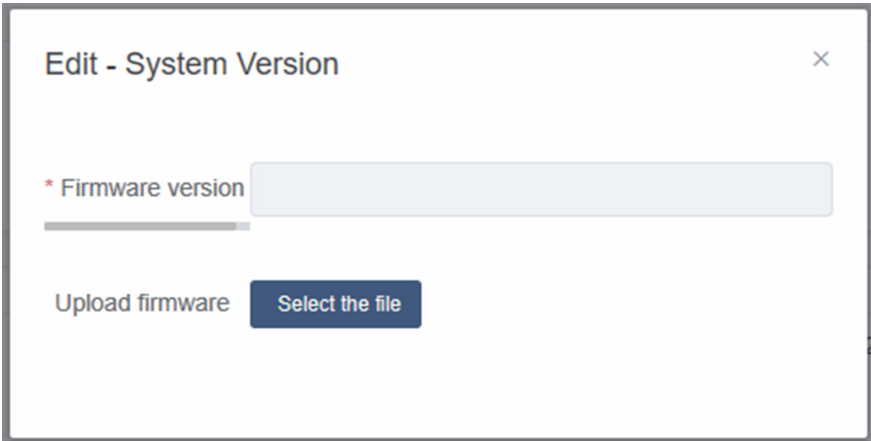 Edit - System Version
* Firmware version
Upload firmware
Select the file